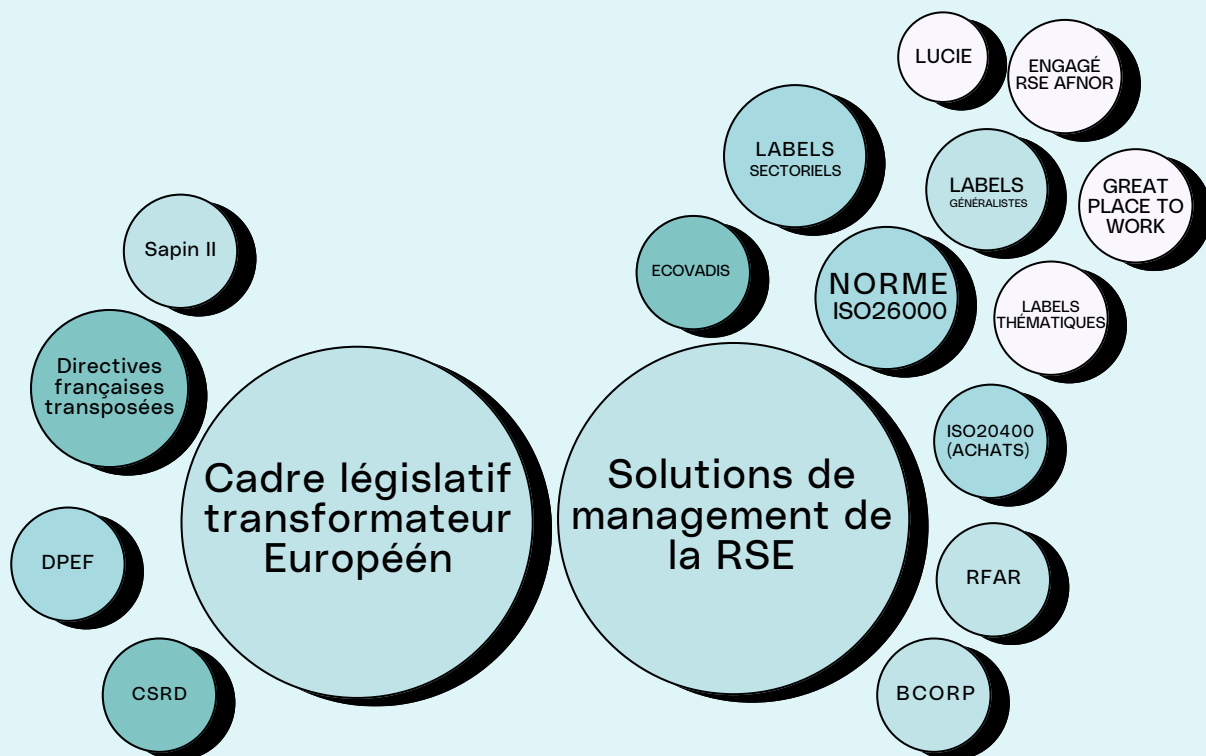 LUCIE
ENGAGÉ
RSE AFNOR
LABELS
SECTORIELS
LABELS
GÉNÉRALISTES
GREAT
PLACE TO
WORK
Sapin II
ECOVADIS
NORME
ISO26000
LABELS
THÉMATIQUES
Directives
françaises
transposées
ISO20400
(ACHATS)
Cadre législatif
transformateur
Européén
Solutions de
management de
la RSE
DPEF
RFAR
CSRD
BCORP